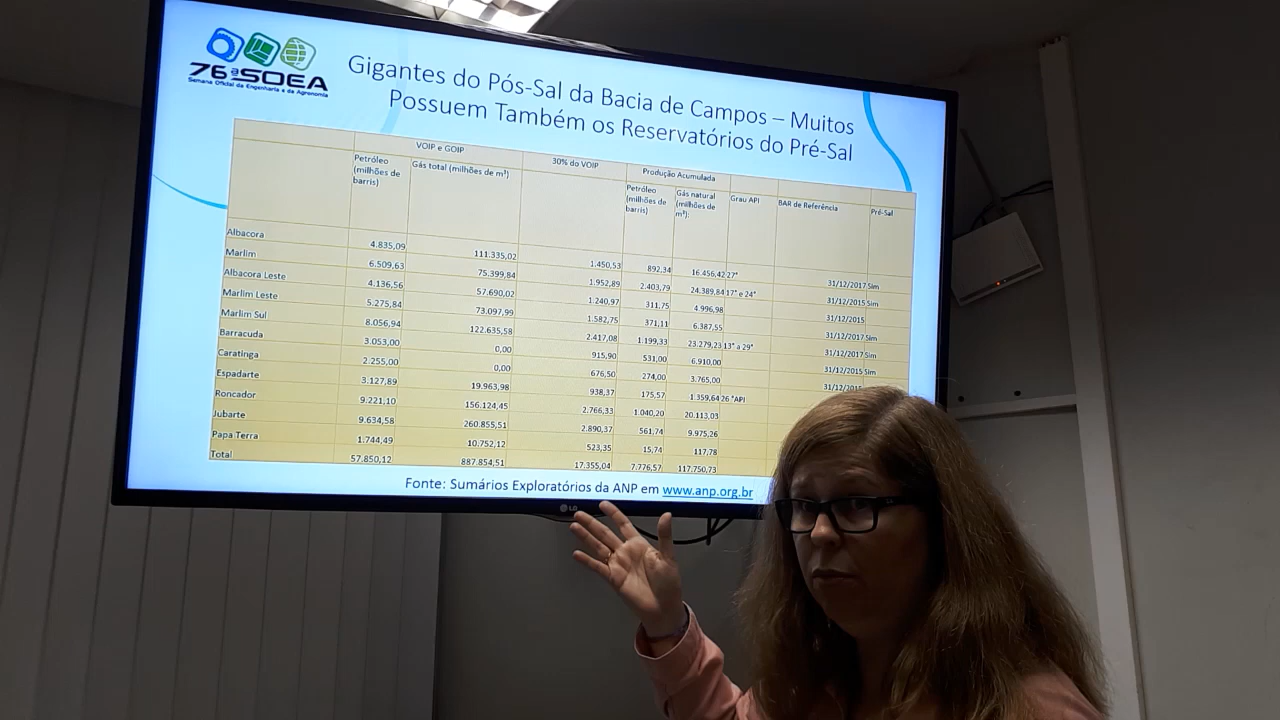 76ª SOEA
Semana Oficial da Engenharia e da Agronomia
Gigantes do Pós-Sal da Bacia de Campos – Muitos
Possuem Também os Reservatórios do Pré-Sal
VOIP e GOIP 30% do VOIP Produção Acumulada
Petróleo (milhões de barris) Gás total (milhões de m³) Petróleo (milhões de barris) Gás natural (milhões de m³): Grau API BAR de Referência Pré-Sal
Albacora 4.835,09 111.335,02 1.450,53 892,34 16.456,42 27° 31/12/2017 Sim
Marlim 6.509,63 75.399,84 1.952,89 2.403,79 24.389,84 17° e 24° 31/12/2015 Sim
Albacora Leste 4.136,56 57.690,02 1.240,97 311,75 4.996,98 31/12/2015
Marlim Leste 5.275,84 73.097,99 1.582,75 371,11 6.387,55 31/12/2017 Sim
Marlim Sul 8.056,94 122.635,58 2.417,08 1.199,33 23.279,23 13° a 29° 31/12/2015 Sim
Barracuda 3.053,00 0,00 915,90 531,00 6.910,00 31/12/2015
Caratinga 2.255,00 0,00 676,50 274,00 3.765,00
Espadarte 3.127,89 19.963,98 938,37 175,57 1.359,64 26 °API
Roncador 9.221,10 156.124,45 2.766,33 1.040,20 20.113,03
Jubarte 9.634,58 260.855,51 2.890,37 561,74 9.975,26
Papa Terra 1.744,49 10.752,12 523,35 15,74 117,78
Total 57.850,12 887.854,51 17.355,04 7.776,57 117.750,73
Fonte: Sumários Exploratórios da ANP em www.anp.org.br
LG